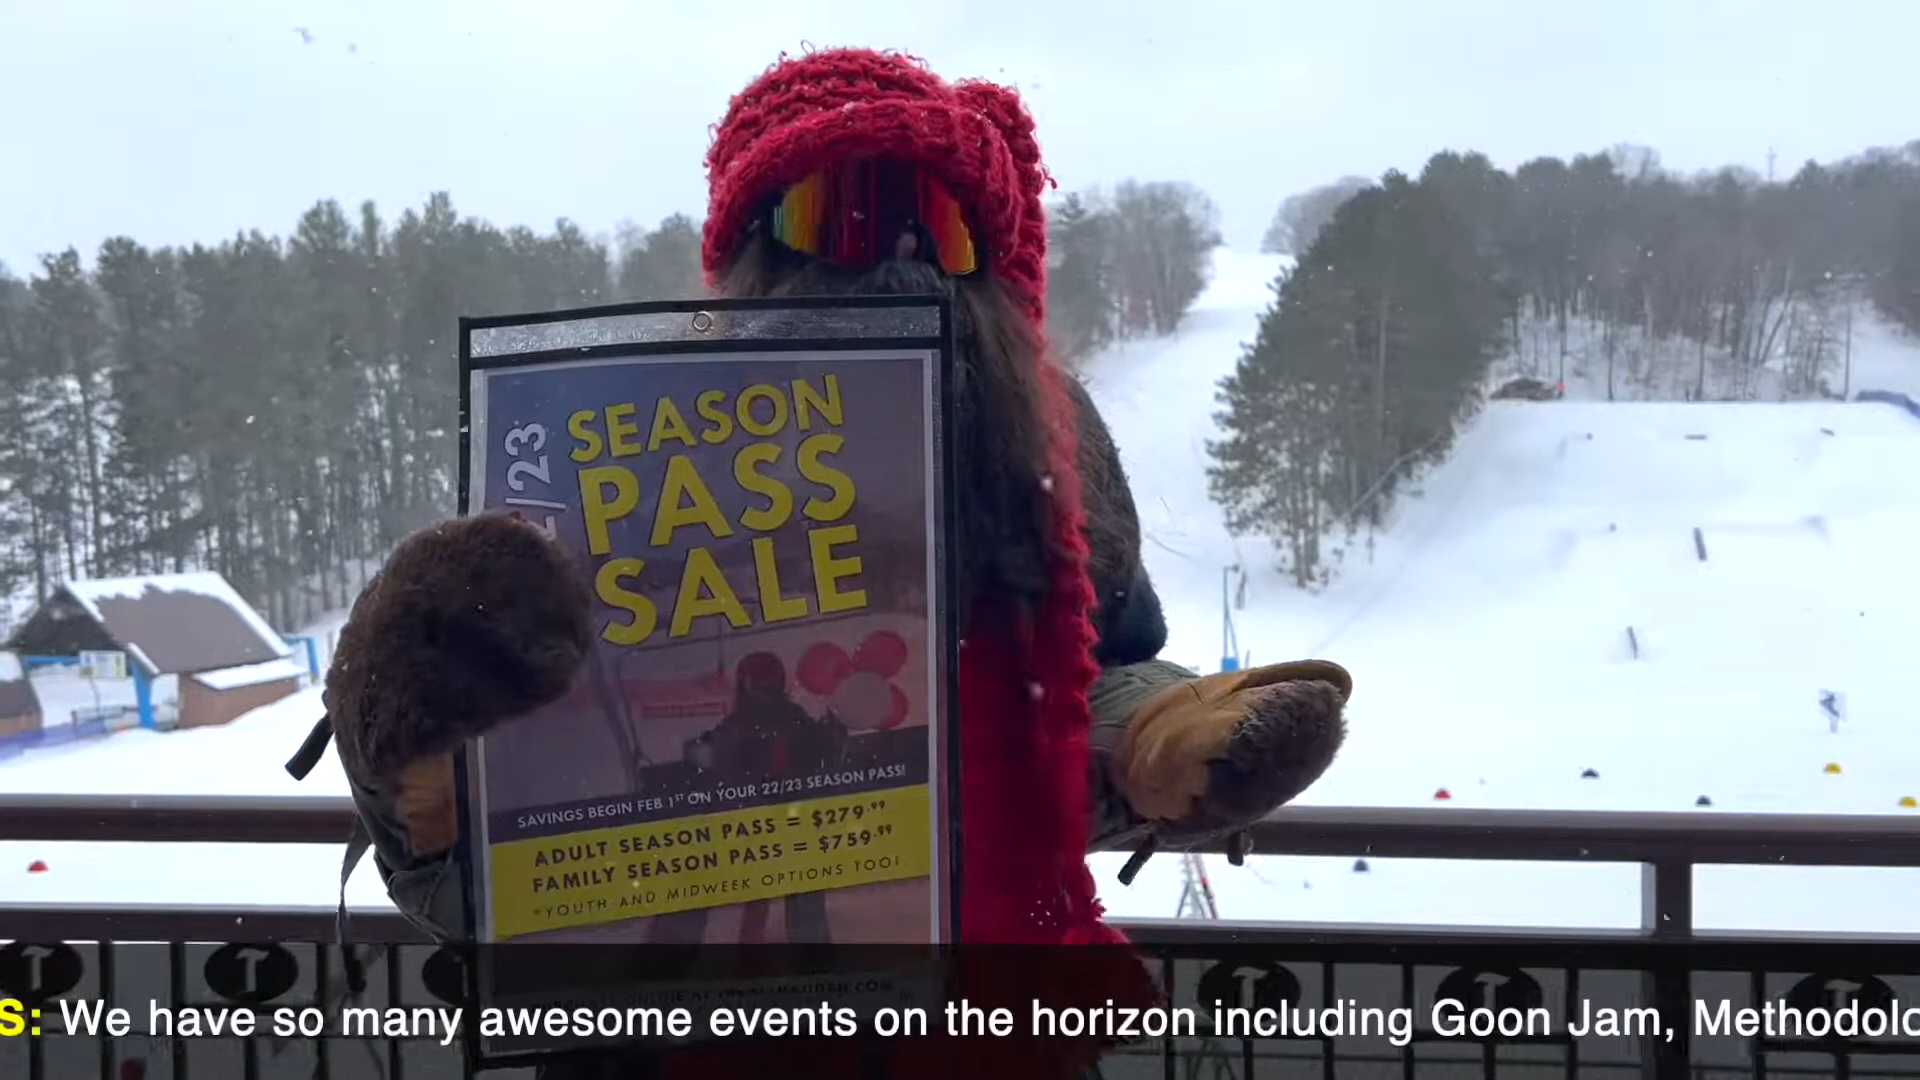 /23
SEASON
PASS
SALE
SAVINGS BEGIN FEB 1ST ON YOUR 22/23 SEASON PASS!
ADULT SEASON PASS = $279.99
FAMILY SEASON PASS = $759.99
*YOUTH AND MIDWEEK OPTIONS TOO!
S: We have so many awesome events on the horizon including Goon Jam, Methodolo